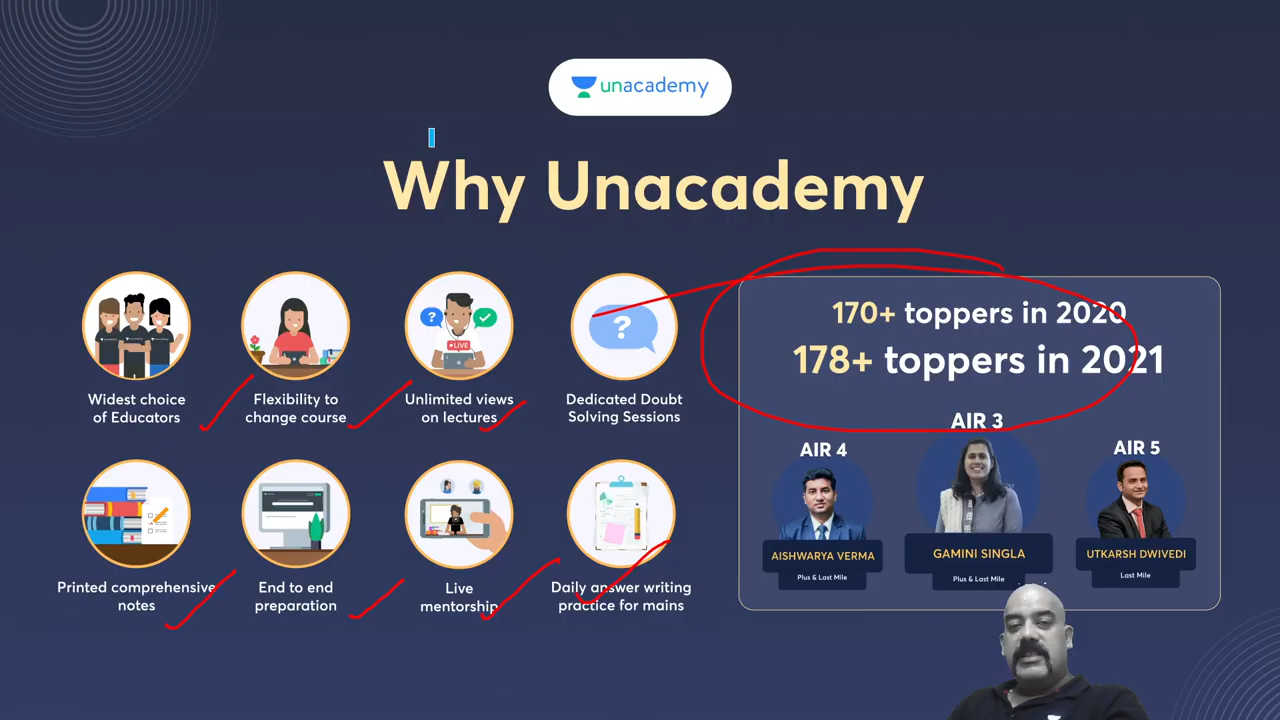 unacademy
Why Unacademy
?
✓
LIVE
?
Widest choice
of Educators
Flexibility to
change course
Unlimited views
on lectures
Dedicated Doubt
Solving Sessions
Printed comprehensive
notes
End to end
preparation
Live
mentorship
Daily answer writing
practice for mains
170+ toppers in 2020
178+ toppers in 2021
AIR 4
AISHWARYA VERMA
Plus & Last Mile
AIR 3
GAMINI SINGLA
Plus & Last Mile
AIR 5
UTKARSH DWIVEDI
Last Mile